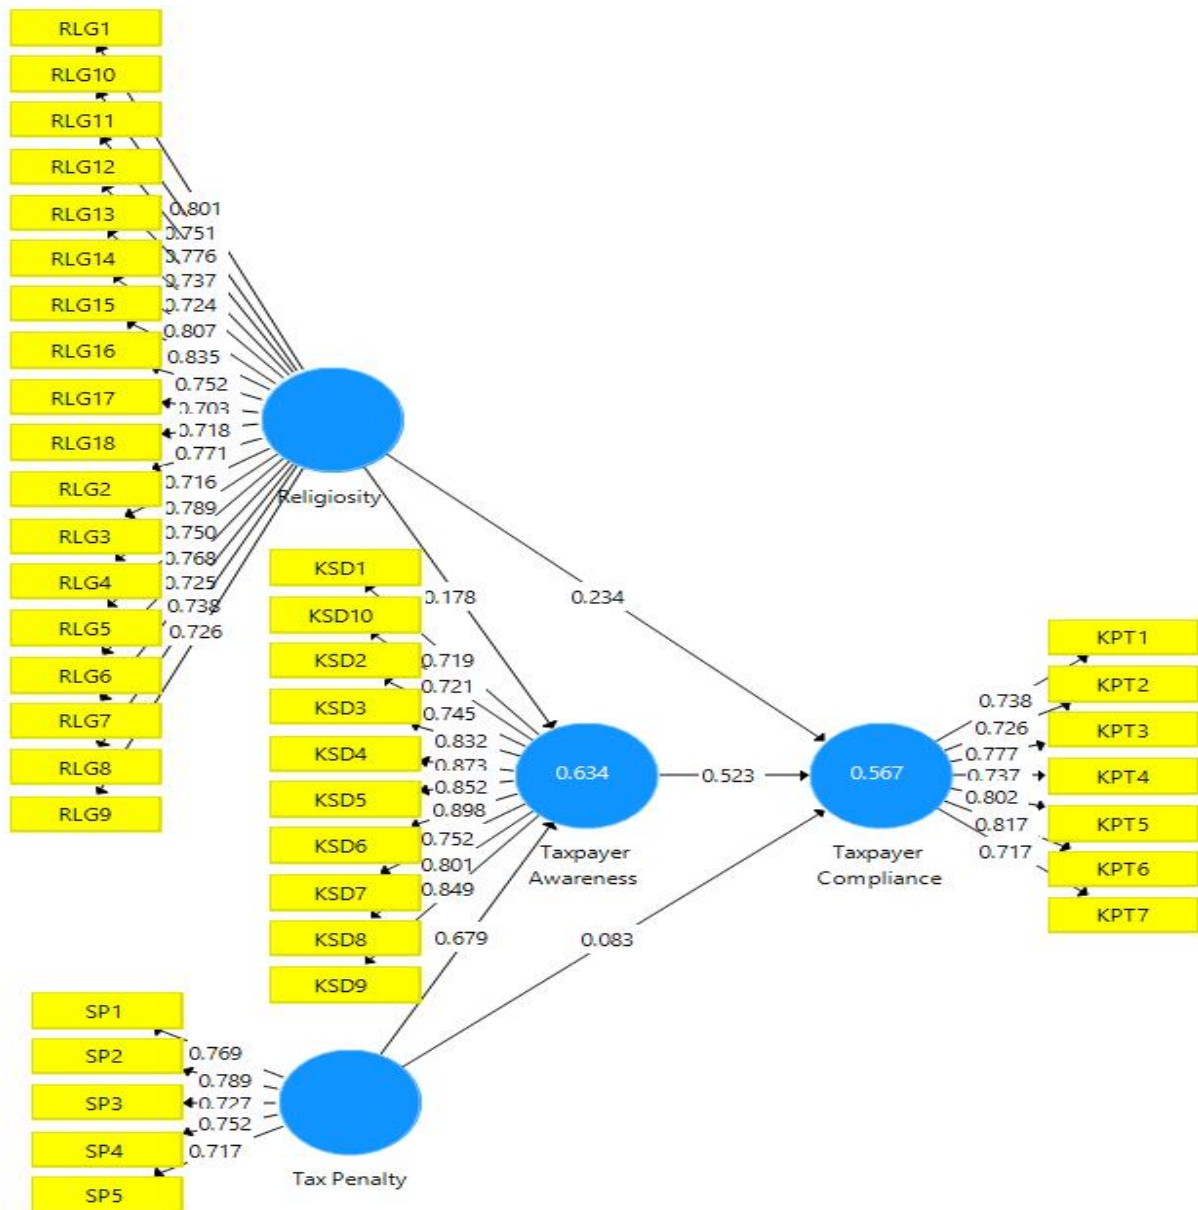 RLG1
RLG10
RLG11
RLG12
RLG13
RLG14
RLG15
RLG16
RLG17
RLG18
RLG2
RLG3
RLG4
RLG5
RLG6
RLG7
RLG8
RLG9
0.801
0.751
0.776
0.737
0.724
0.807
0.835
0.752
0.703
0.718
0.771
0.716
0.789
0.750
0.768
0.725
0.738
0.726
Religiosity
0.178
0.234
KSD1
KSD10
KSD2
KSD3
KSD4
KSD5
KSD6
KSD7
KSD8
KSD9
0.719
0.721
0.745
0.832
0.873
0.852
0.898
0.752
0.801
0.849
0.634
Taxpayer
Awareness
0.523
0.567
Taxpayer
Compliance
0.738
0.726
0.777
0.737
0.802
0.817
0.717
KPT1
KPT2
KPT3
KPT4
KPT5
KPT6
KPT7
0.679
0.083
SP1
SP2
SP3
SP4
SP5
0.769
0.789
0.727
0.752
0.717
Tax Penalty